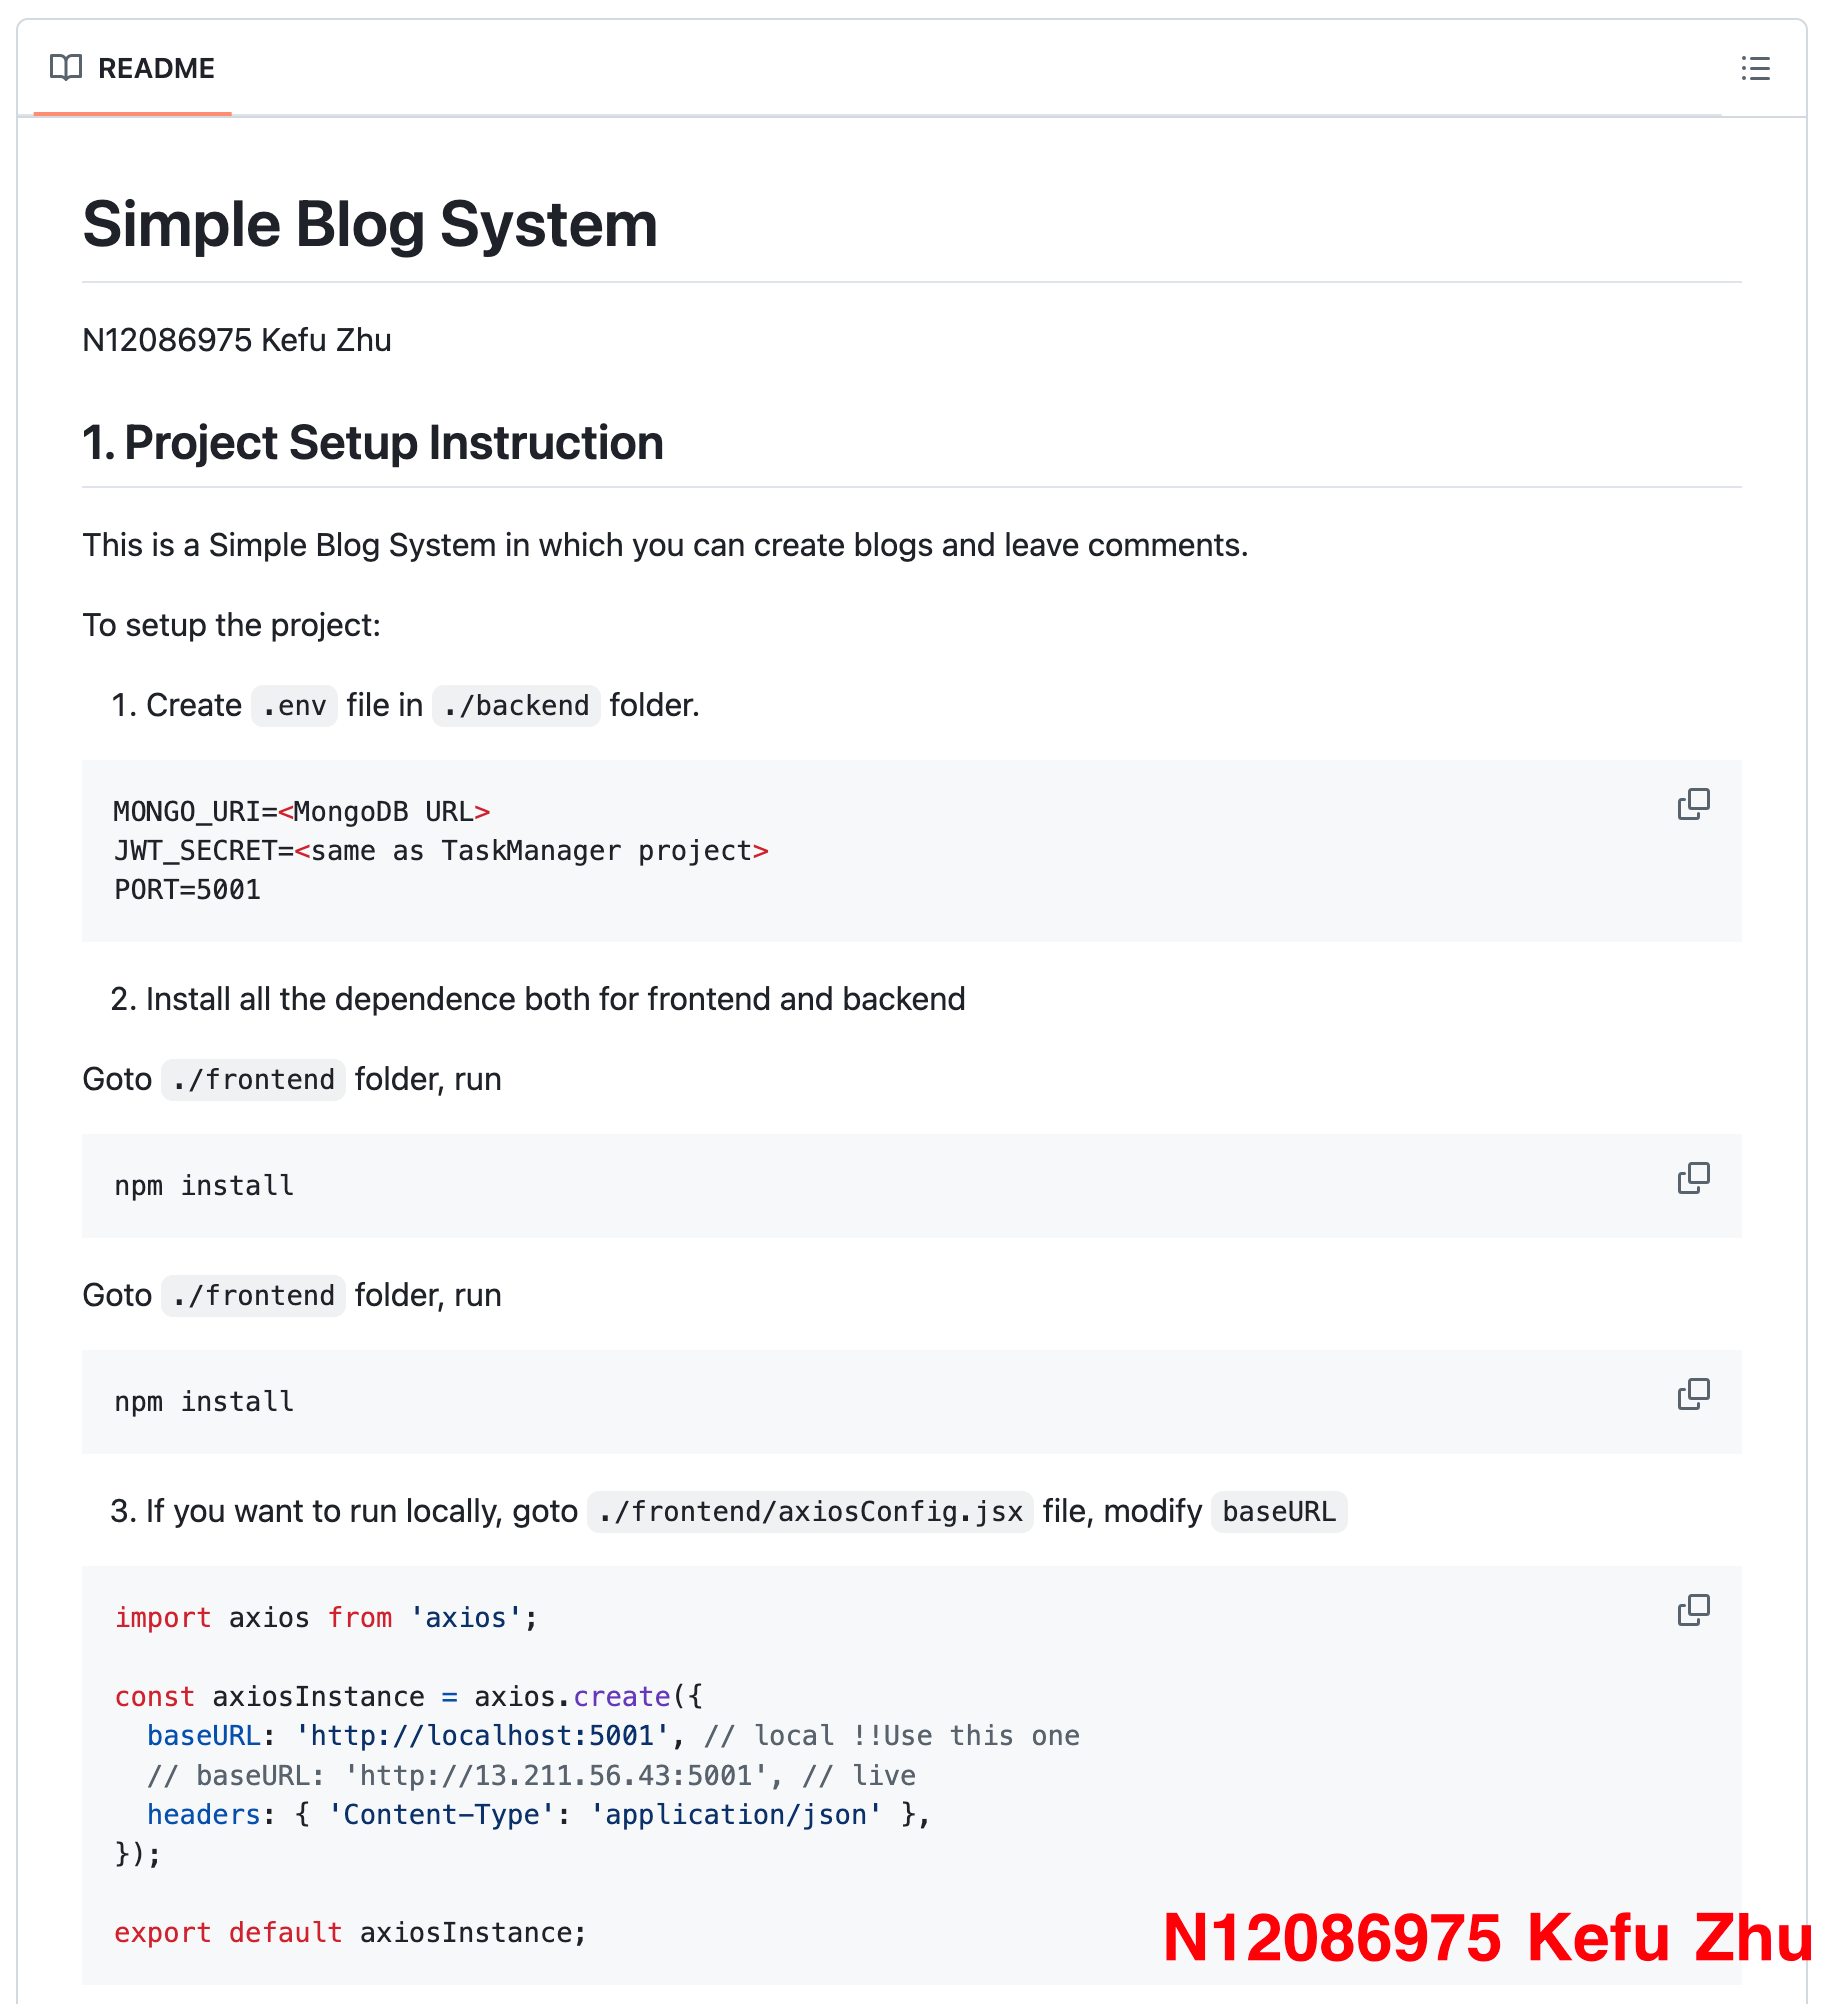 README
Simple Blog System
N12086975 Kefu Zhu
1. Project Setup Instruction
This is a Simple Blog System in which you can create blogs and leave comments.
To setup the project:
1. Create .env file in ./backend folder.
MONGO_URI=<MongoDB URL>
JWT_SECRET=<same as TaskManager project>
PORT=5001
2. Install all the dependence both for frontend and backend
Goto ./frontend folder, run
npm install
Goto ./frontend folder, run
npm install
3. If you want to run locally, goto ./frontend/axiosConfig.jsx file, modify baseURL
import axios from 'axios';
const axiosInstance = axios.create({
  baseURL: 'http://localhost:5001', // local !!Use this one
  // baseURL: 'http://13.211.56.43:5001', // live
  headers: { 'Content-Type': 'application/json' },
});
export default axiosInstance;
N12086975 Kefu Zhu